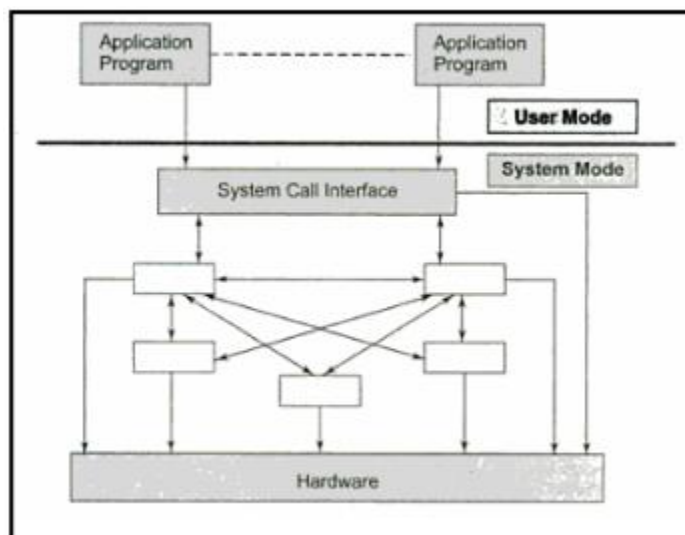 Application
Program
Application
Program
User Mode
System Mode
System Call Interface
Hardware